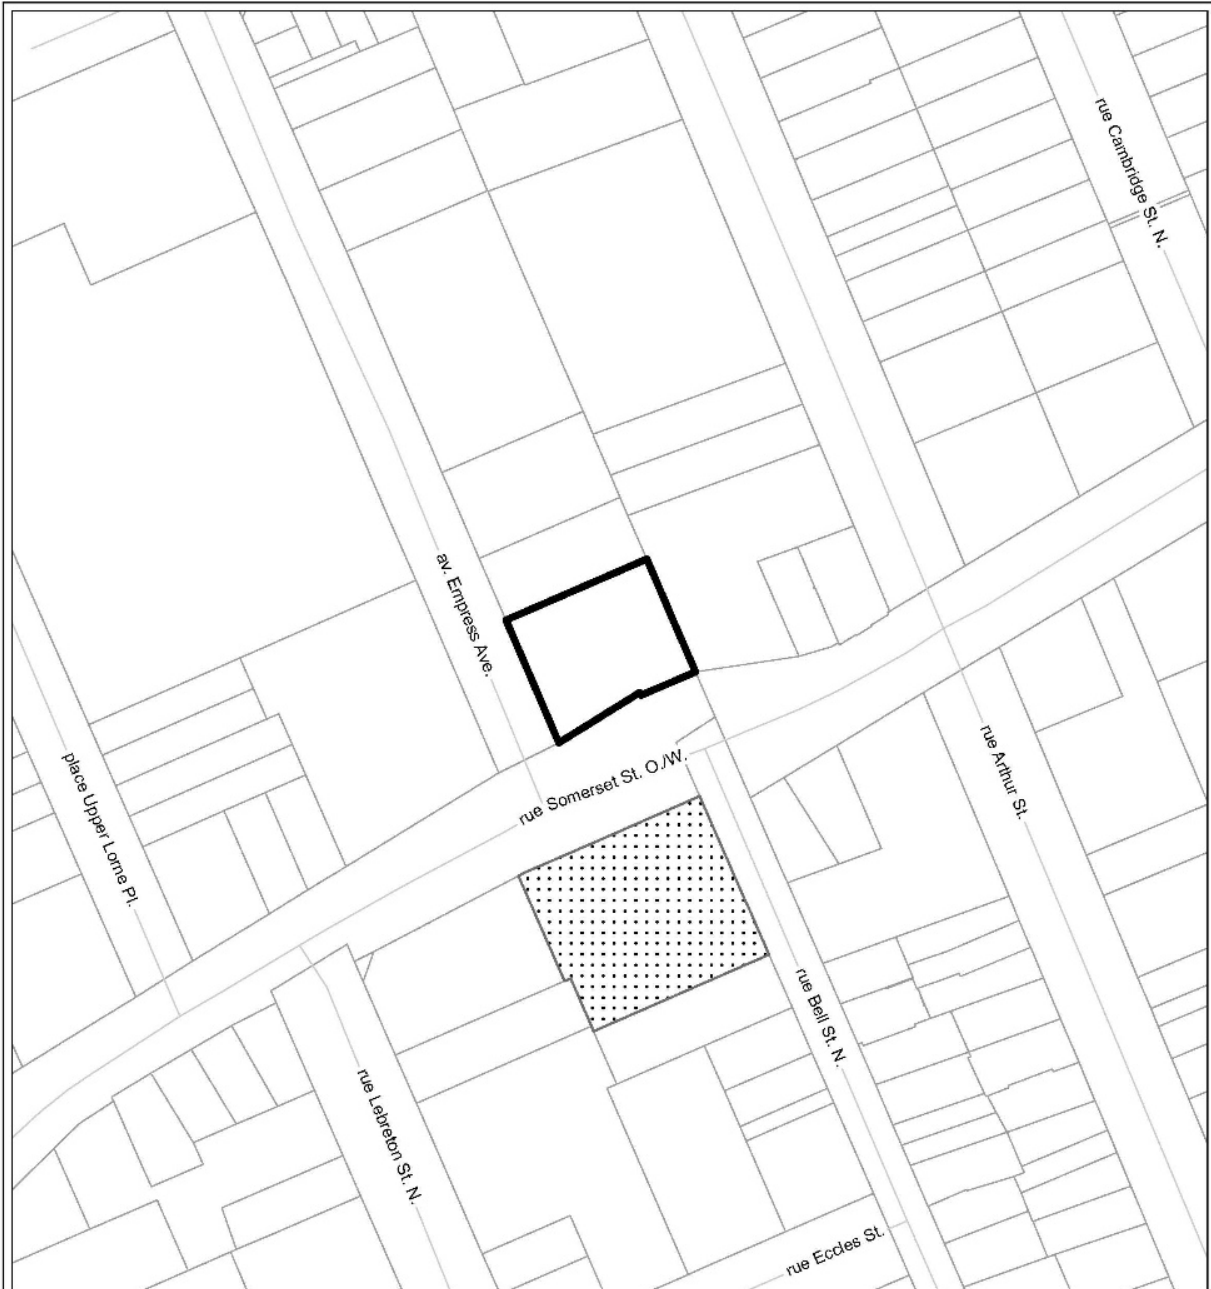 rue Cambridge St. N.
av. Empress Ave.
rue Somerset St. O./W.
rue Arthur St.
place Upper Lorne Pl.
rue Bell St. N.
rue Lebreton St. N.
rue Eccles St.